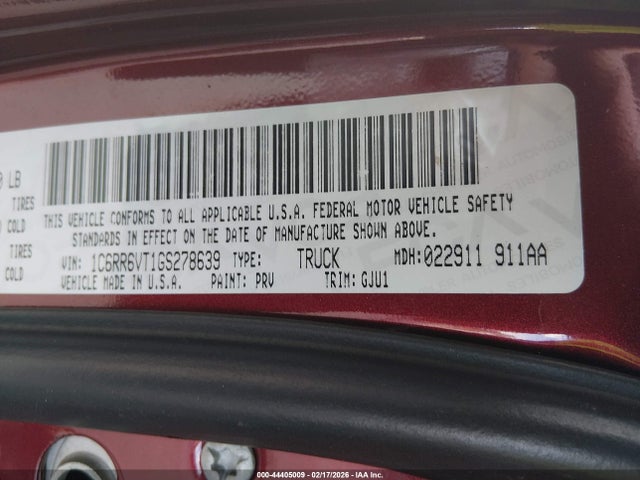 LB
TIRES
COLD
TIRES
COLD
THIS VEHICLE CONFORMS TO ALL APPLICABLE U.S.A. FEDERAL MOTOR VEHICLE SAFETY
STANDARDS IN EFFECT ON THE DATE OF MANUFACTURE SHOWN ABOVE.
VIN: 1C6RR6VT1GS278639 TYPE: TRUCK MDH: 022911 911AA
VEHICLE MADE IN U.S.A. PAINT: PRV TRIM: GJU1
000-44405009 - 02/17/2026 - IAAI.COM